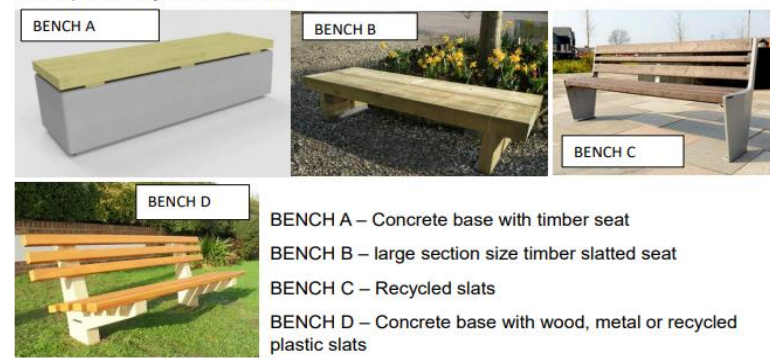 BENCH A
BENCH B
BENCH C
BENCH D
BENCH A – Concrete base with timber seat
BENCH B – large section size timber slatted seat
BENCH C – Recycled slats
BENCH D – Concrete base with wood, metal or recycled
plastic slats